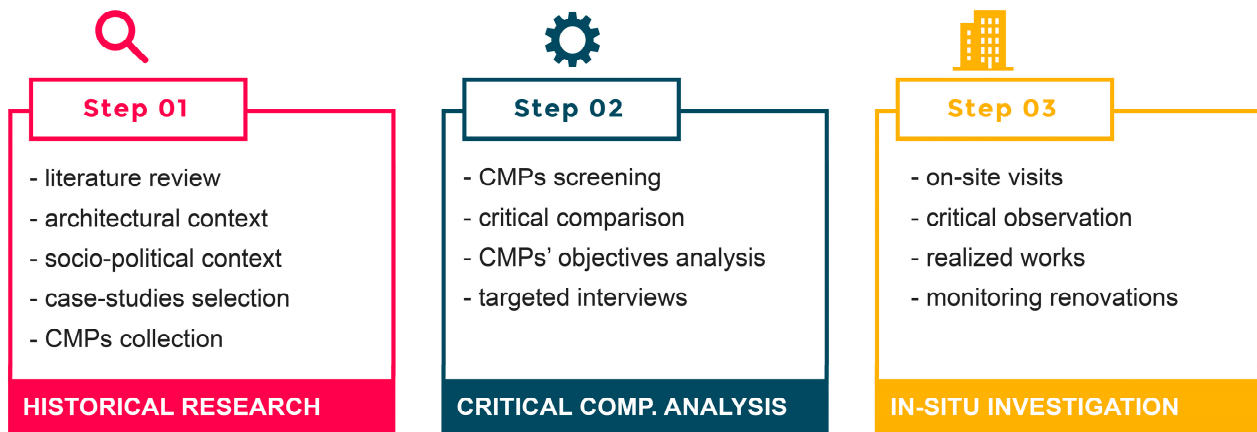 Step 01
- literature review
- architectural context
- socio-political context
- case-studies selection
- CMPs collection
HISTORICAL RESEARCH
Step 02
- CMPs screening
- critical comparison
- CMPs’ objectives analysis
- targeted interviews
CRITICAL COMP. ANALYSIS
Step 03
- on-site visits
- critical observation
- realized works
- monitoring renovations
IN-SITU INVESTIGATION